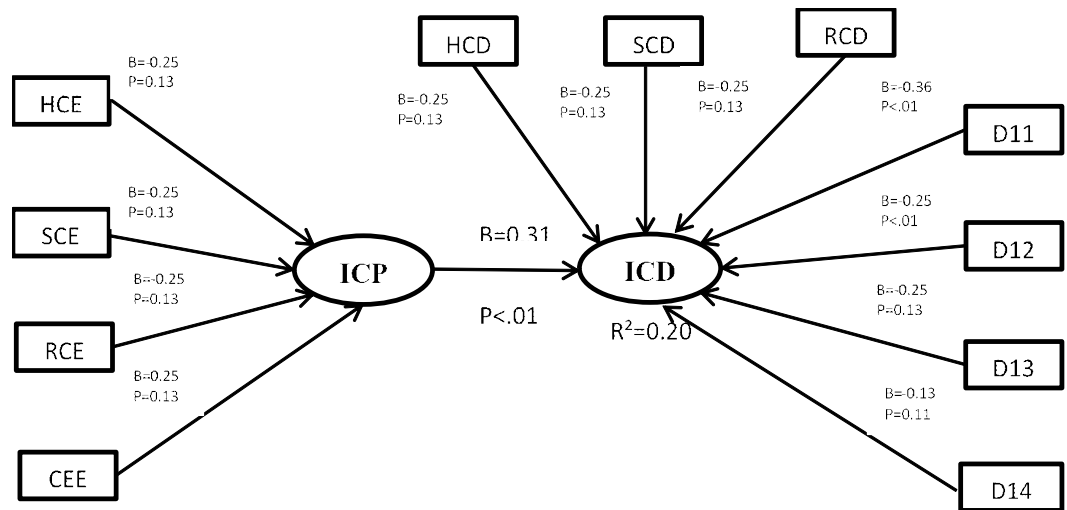 HCD
SCD
RCD
HCE
B=-0.25
P=0.13
B=-0.25
P=0.13
B=-0.25
P=0.13
B=-0.25
P=0.13
B=-0.36
P<.01
D11
SCE
B=-0.25
P=0.13
B=-0.25
P<.01
D12
ICP
B=0.31
P<.01
ICD
R²=0.20
RCE
B=-0.25
P=0.13
B=-0.25
P=0.13
D13
CEE
B=-0.25
P=0.13
B=-0.13
P=0.11
D14